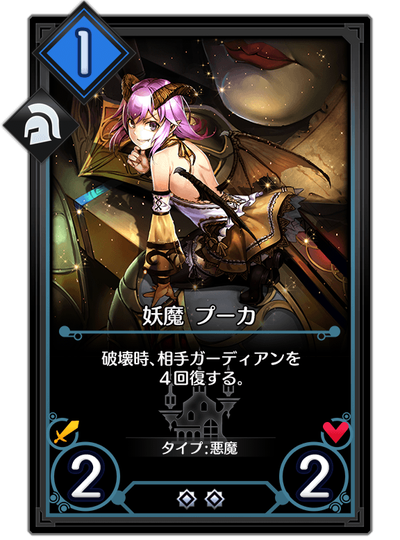 1
妖魔 プーカ
破壊時、相手ガーディアンを
４回復する。
タイプ:悪魔
2
2